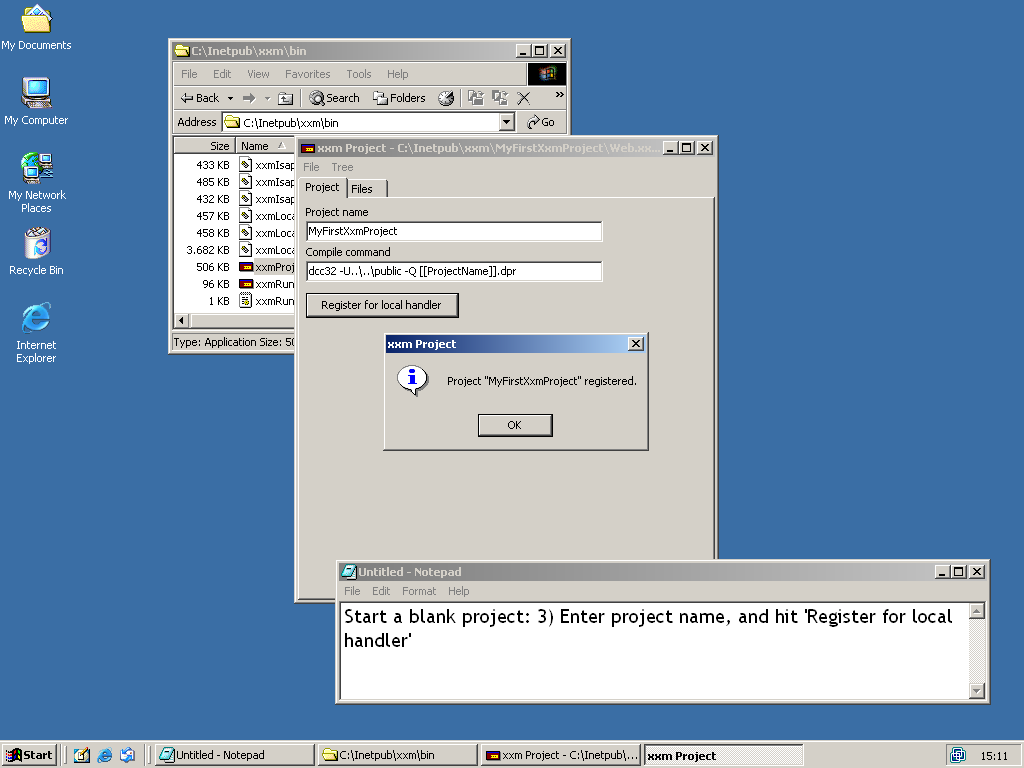 My Documents
My Computer
My Network
Places
Recycle Bin
Internet
Explorer
C:\Inetpub\xxm\bin
File Edit View Favorites Tools Help
Back Search Folders »
Address C:\Inetpub\xxm\bin Go
Size Name
433 KB xxmIsap
485 KB xxmIsap
432 KB xxmIsap
457 KB xxmLoca
458 KB xxmLoca
3.682 KB xxmLoca
506 KB xxmProj
96 KB xxmRun
1 KB xxmRun
Type: Application Size: 50
xxm Project - C:\Inetpub\xxm\MyFirstXxmProject\Web.xx...
File Tree
Project Files
Project name
MyFirstXxmProject
Compile command
dcc32 -U..\..\public -Q [[ProjectName]].dpr
Register for local handler
xxm Project
Project "MyFirstXxmProject" registered.
OK
Untitled - Notepad
File Edit Format Help
Start a blank project: 3) Enter project name, and hit 'Register for local
handler'
Start Untitled - Notepad C:\Inetpub\xxm\bin xxm Project - C:\Inetpub\... xxm Project 15:11